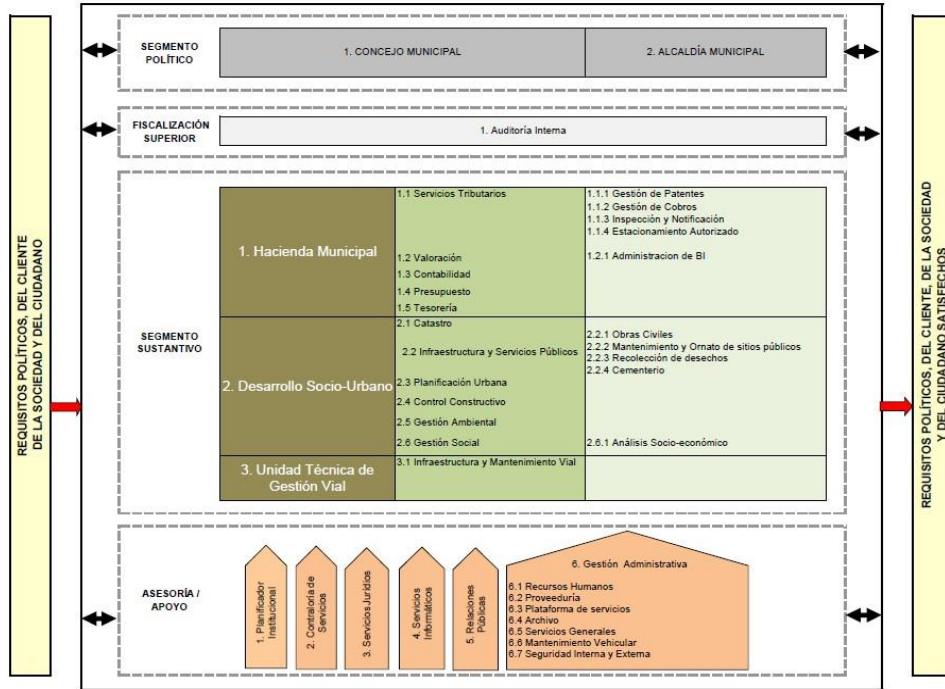 REQUISITOS POLÍTICOS, DEL CLIENTE
DE LA SOCIEDAD Y DEL CIUDADANO
SEGMENTO
POLÍTICO
1. CONCEJO MUNICIPAL
2. ALCALDÍA MUNICIPAL
FISCALIZACIÓN
SUPERIOR
1. Auditoría Interna
SEGMENTO
SUSTANTIVO
1. Hacienda Municipal
1.1 Servicios Tributarios
1.1.1 Gestión de Patentes
1.1.2 Gestión de Cobros
1.1.3 Inspección y Notificación
1.1.4 Estacionamiento Autorizado
1.2 Valoración
1.2.1 Administracion de BI
1.3 Contabilidad
1.4 Presupuesto
1.5 Tesorería
2. Desarrollo Socio-Urbano
2.1 Catastro
2.2 Infraestructura y Servicios Públicos
2.2.1 Obras Civiles
2.2.2 Mantenimiento y Ornato de sitios públicos
2.2.3 Recolección de desechos
2.2.4 Cementerio
2.3 Planificación Urbana
2.4 Control Constructivo
2.5 Gestión Ambiental
2.6 Gestión Social
2.6.1 Análisis Socio-económico
3. Unidad Técnica de
Gestión Vial
3.1 Infraestructura y Mantenimiento Vial
ASESORÍA /
APOYO
1. Planificador
Institucional
2. Contraloría de
Servicios
3. Servicios Jurídios
4. Servicios
Informáticos
5. Relaciones
Públicas
6. Gestión Administrativa
6.1 Recursos Humanos
6.2 Proveeduría
6.3 Plataforma de servicios
6.4 Archivo
6.5 Servicios Generales
6.6 Mantenimiento Vehicular
6.7 Seguridad Interna y Externa
REQUISITOS POLÍTICOS, DEL CLIENTE, DE LA SOCIEDAD
Y DEL CIUDADANO SATISFECHOS